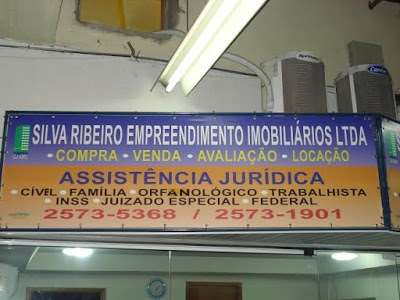 SILVA RIBEIRO EMPREENDIMENTO IMOBILIÁRIOS LTDA
• COMPRA • VENDA • AVALIAÇÃO • LOCAÇÃO
ASSISTÊNCIA JURÍDICA
• CÍVEL • FAMÍLIA • ORFANOLÓGICO • TRABALHISTA
• INSS • JUIZADO ESPECIAL • FEDERAL
2573-5368 / 2573-1901